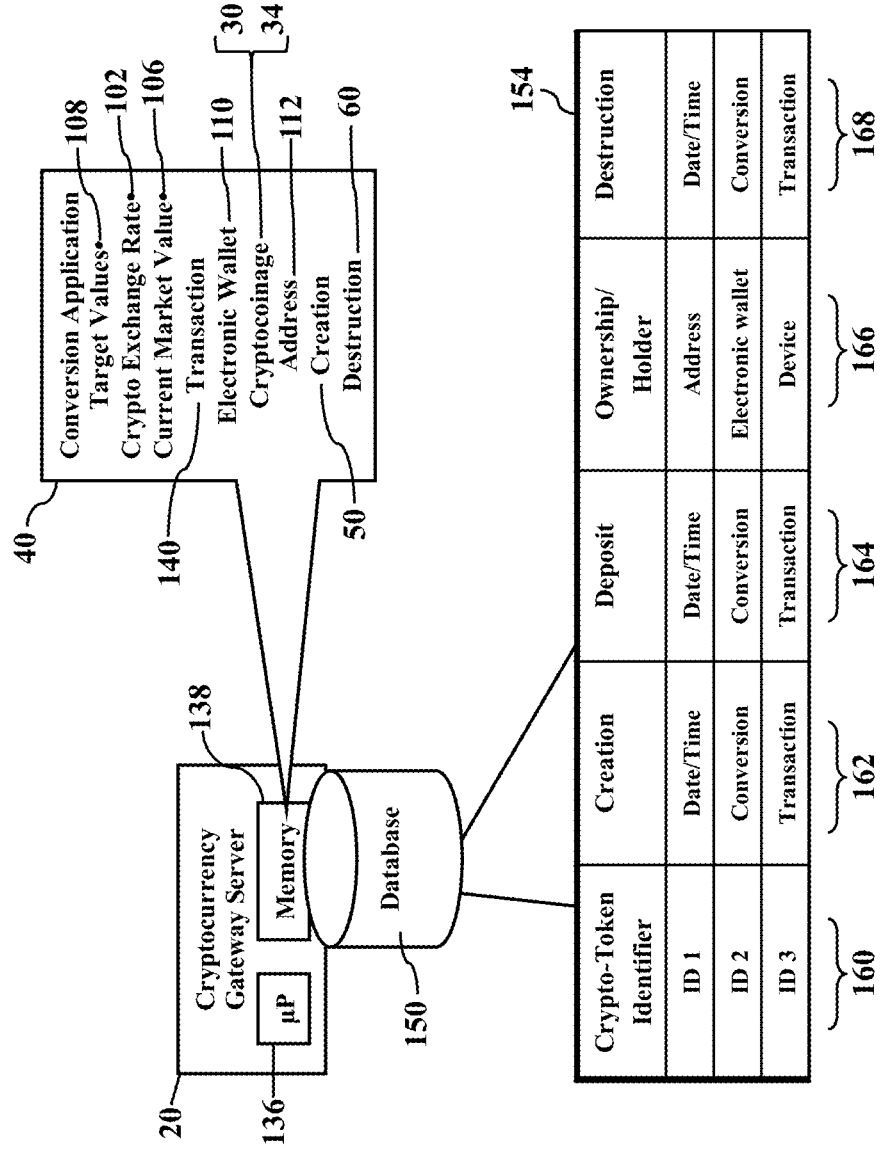 20
Cryptocurrency
Gateway Server
138
136
µP
Memory
Database
150
40
Conversion Application
Target Values
108
Crypto Exchange Rate
102
Current Market Value
106
140
Transaction
Electronic Wallet
110
Cryptocoinage
30
34
Address
112
50
Creation
Destruction
60
154
Crypto-Token Identifier Creation Deposit Ownership/ Holder Destruction
ID 1 Date/Time Date/Time Address Date/Time
ID 2 Conversion Conversion Electronic wallet Conversion
ID 3 Transaction Transaction Device Transaction
160 162 164 166 168